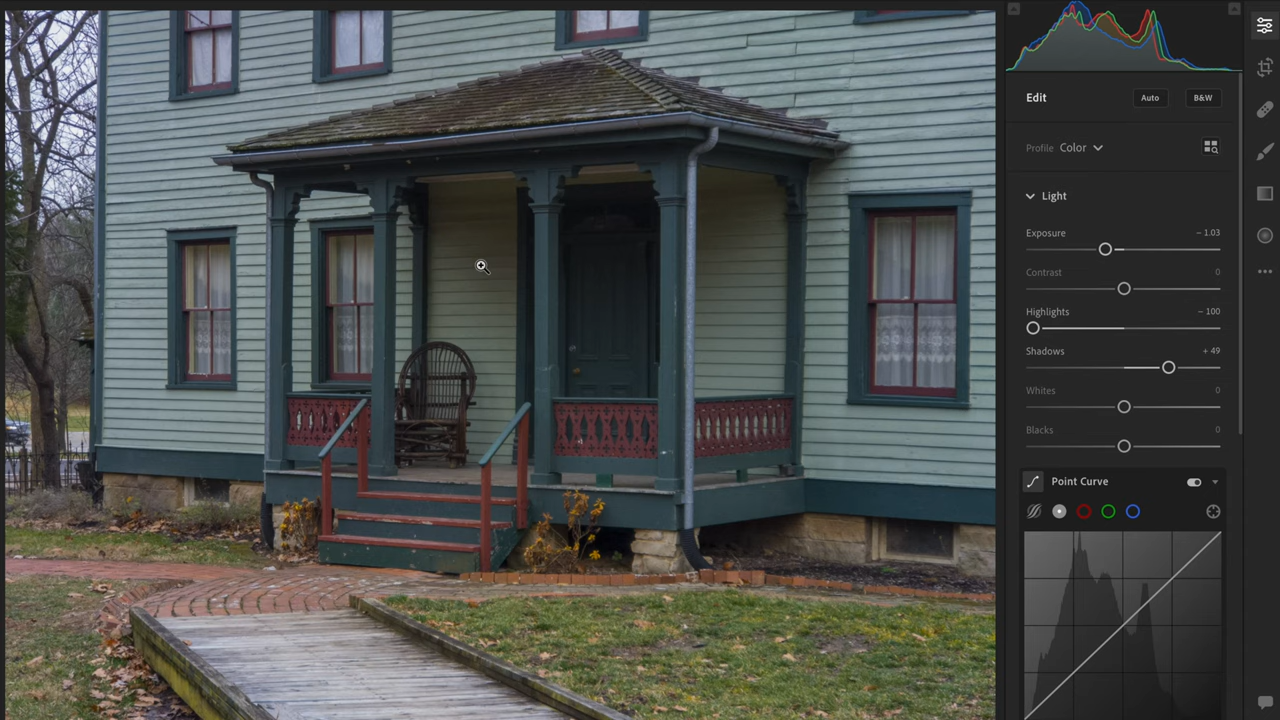 Edit
Auto
B&W
Profile Color
Light
Exposure − 1.03
Contrast 0
Highlights − 100
Shadows + 49
Whites 0
Blacks 0
Point Curve